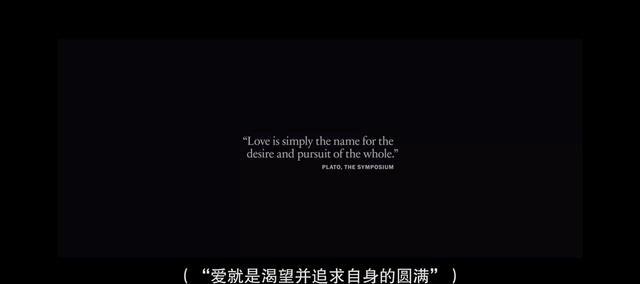 “Love is simply the name for the
desire and pursuit of the whole.”
PLATO, THE SYMPOSIUM
(“爱就是渴望并追求自身的圆满”)